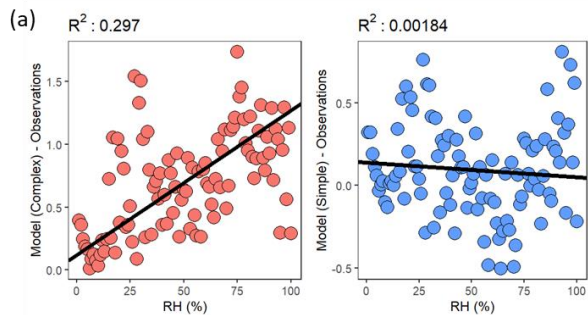 (a)
R² : 0.297
Model (Complex) - Observations
1.5
1.0
0.5
0.0
0 25 50 75 100
RH (%)
R² : 0.00184
Model (Simple) - Observations
0.5
0.0
-0.5
0 25 50 75 100
RH (%)